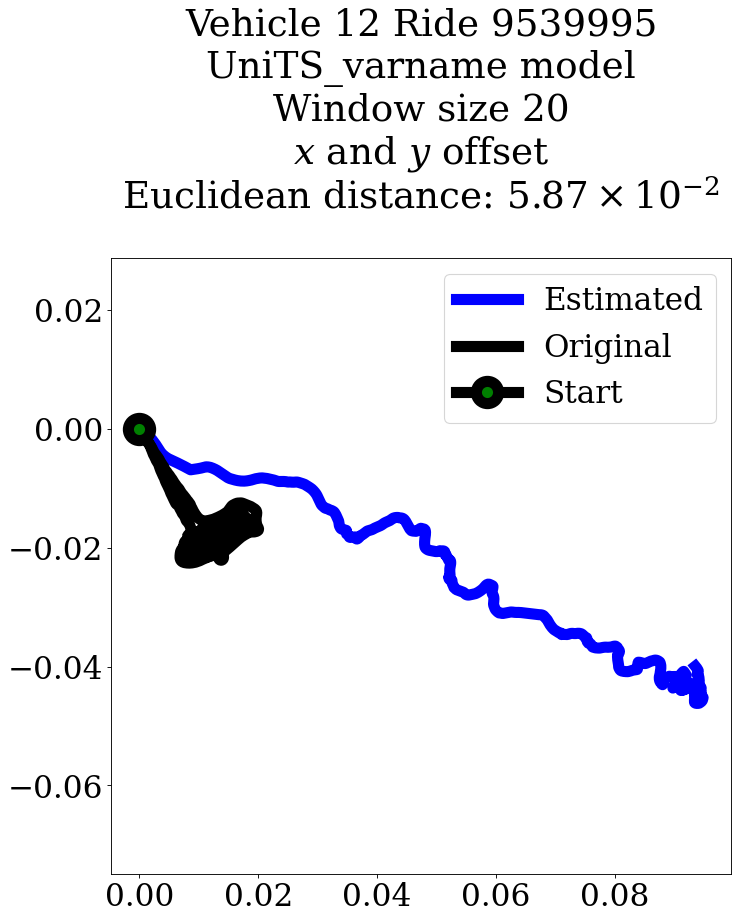 Vehicle 12 Ride 9539995
UniTS_varname model
Window size 20
x and y offset
Euclidean distance: 5.87 × 10⁻²
Estimated
Original
Start
0.02
0.00
−0.02
−0.04
−0.06
0.00 0.02 0.04 0.06 0.08